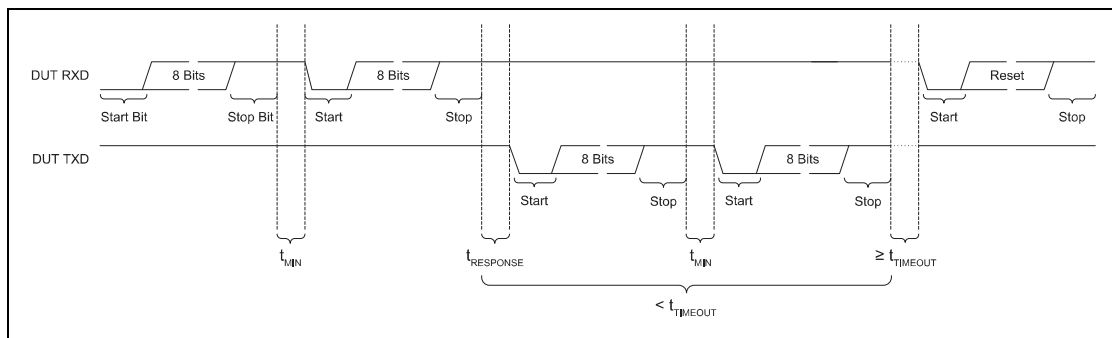 DUT RXD
8 Bits
8 Bits
Reset
Start Bit
Stop Bit
Start
Stop
Start
Stop
DUT TXD
8 Bits
8 Bits
Start
Stop
Start
Stop
tMIN
tRESPONSE
tMIN
≥ tTIMEOUT
< tTIMEOUT